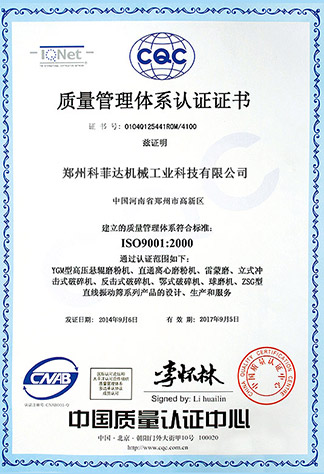 IQNet
CQC
质量管理体系认证证书
证 书 号: 01040125441ROM/4100
兹证明
郑州科菲达机械工业科技有限公司
中国河南省郑州市高新区
建立的质量管理体系符合标准:
ISO9001:2000
通过认证范围如下:
YGM型高压悬辊磨粉机、直通离心磨粉机、雷蒙磨、立式冲
击式破碎机、反击式破碎机、鄂式破碎机、球磨机、ZSG型
直线振动筛系列产品的设计、生产和服务
发证日期: 2014年9月6日 有 效 期: 2017年9月5日
CNAB
李怀林
Signed by: Li huailin
中国质量认证中心
中国·北京·朝阳门外大街甲10号 100020
http://www.cqc.com.cn